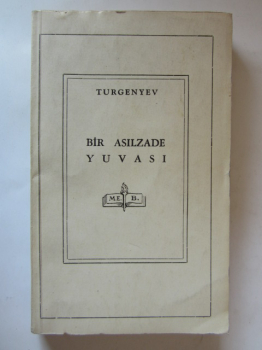 TURGENYEV
BİR ASILZADE
YUVASI
M.E. B.